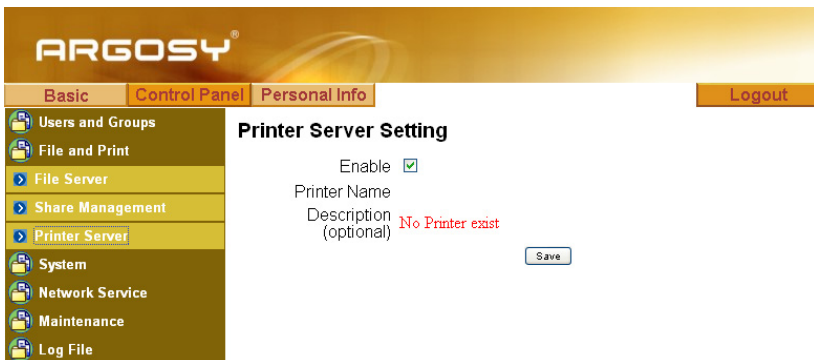 ARGOSY®
Basic
Control Panel
Personal Info
Logout
Users and Groups
File and Print
File Server
Share Management
Printer Server
System
Network Service
Maintenance
Log File
Printer Server Setting
Enable
Printer Name
Description
(optional)
No Printer exist
Save